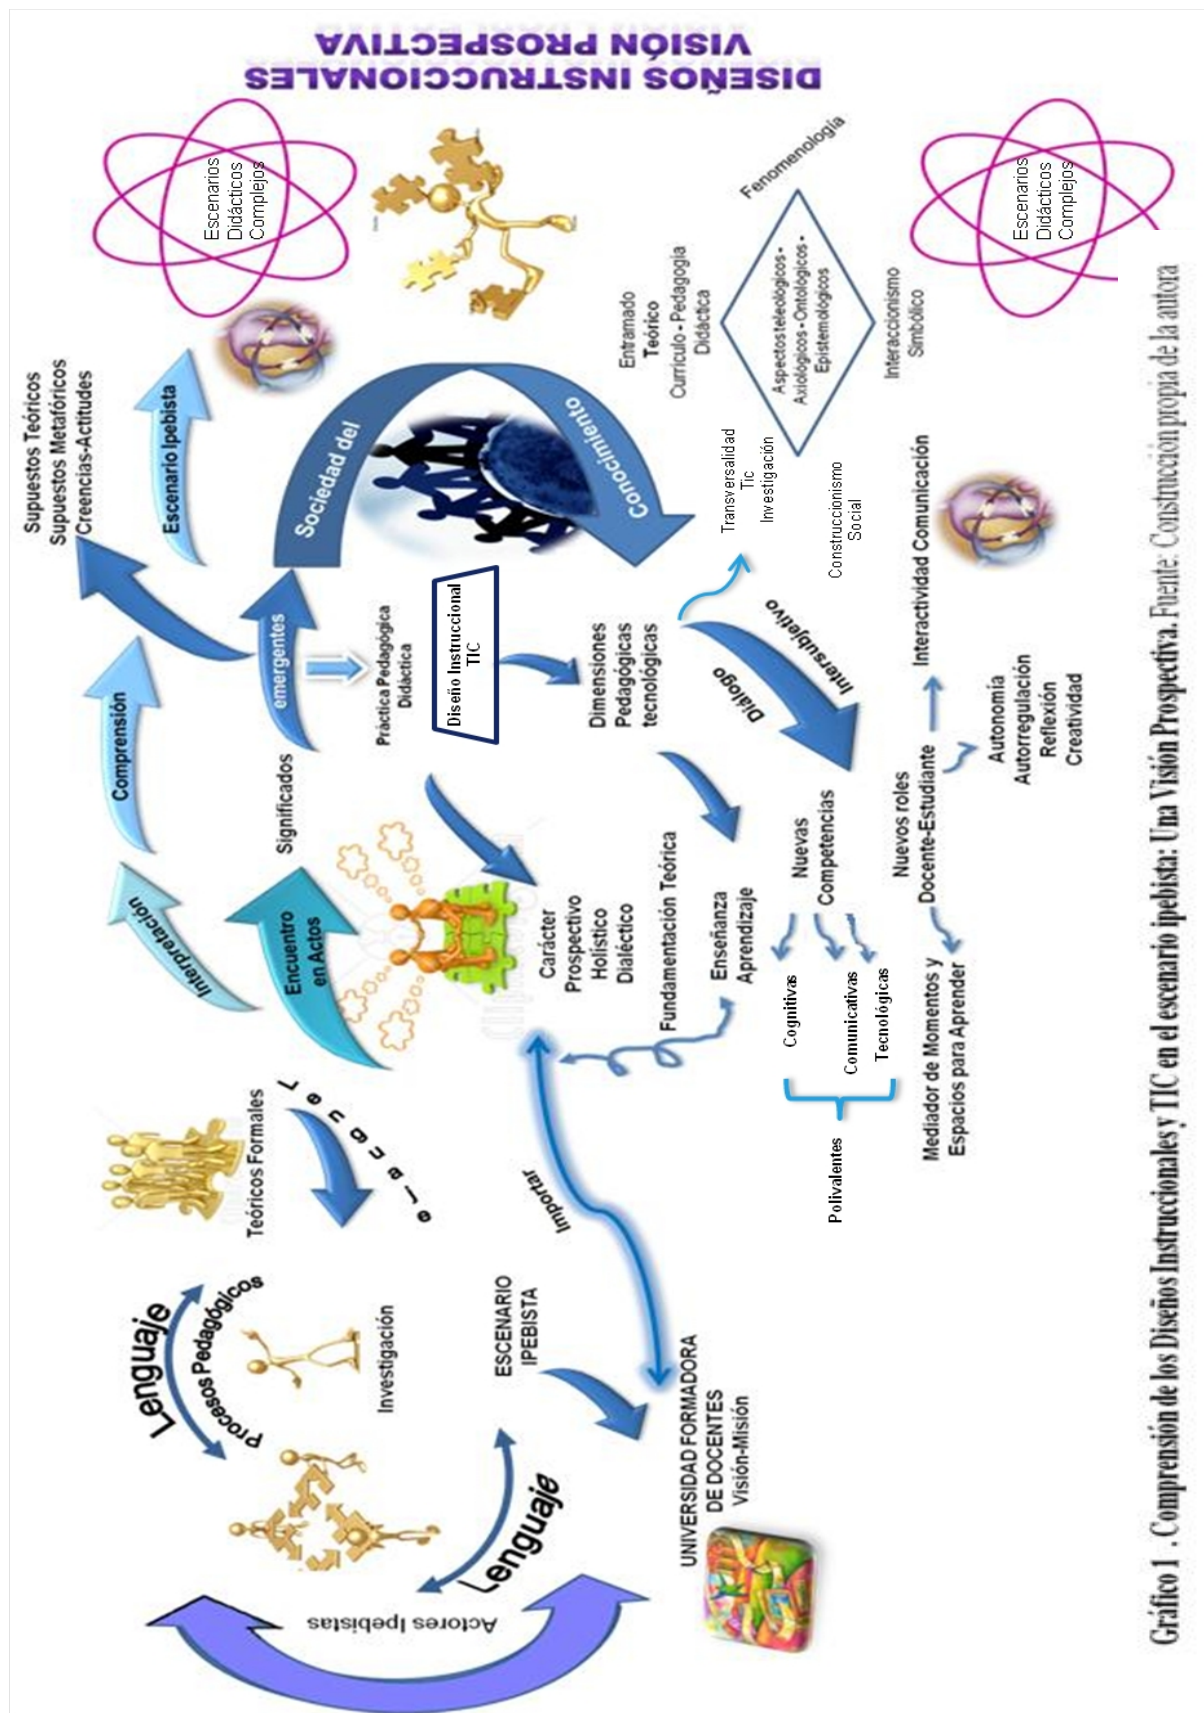 DISEÑOS INSTRUCCIONALES
VISIÓN PROSPECTIVA
Actores Ipebistas
Lenguaje
Procesos Pedagógicos
Investigación
Lenguaje
ESCENARIO
IPEBISTA
UNIVERSIDAD FORMADORA
DE DOCENTES
Visión-Misión
Teóricos Formales
Lenguaje
Importar
Interpretación
Comprensión
Encuentro
en Actos
Significados
emergentes
Supuestos Teóricos
Supuestos Metafóricos
Creencias-Actitudes
Escenario Ipebista
Escenarios
Didácticos
Complejos
Sociedad del
Conocimiento
Práctica Pedagógica
Didáctica
Diseño Instruccional
TIC
Dimensiones
Pedagógicas
tecnológicas
Carácter
Prospectivo
Holístico
Dialéctico
Fundamentación Teórica
Enseñanza
Aprendizaje
Diálogo
Intersubjetivo
Transversalidad
Tic
Investigación
Construccionismo
Social
Entramado
Teórico
Currículo - Pedagogía
Didáctica
Aspectos teleológicos -
Axiológicos - Ontológicos -
Epistemológicos
Fenomenología
Interaccionismo
Simbólico
Nuevas
Competencias
Cognitivas
Comunicativas
Tecnológicas
Polivalentes
Nuevos roles
Docente-Estudiante
Interactividad Comunicación
Autonomía
Autorregulación
Reflexión
Creatividad
Mediador de Momentos y
Espacios para Aprender
Escenarios
Didácticos
Complejos
Gráfico 1 . Comprensión de los Diseños Instruccionales y TIC en el escenario ipebista: Una Visión Prospectiva. Fuente: Construcción propia de la autora